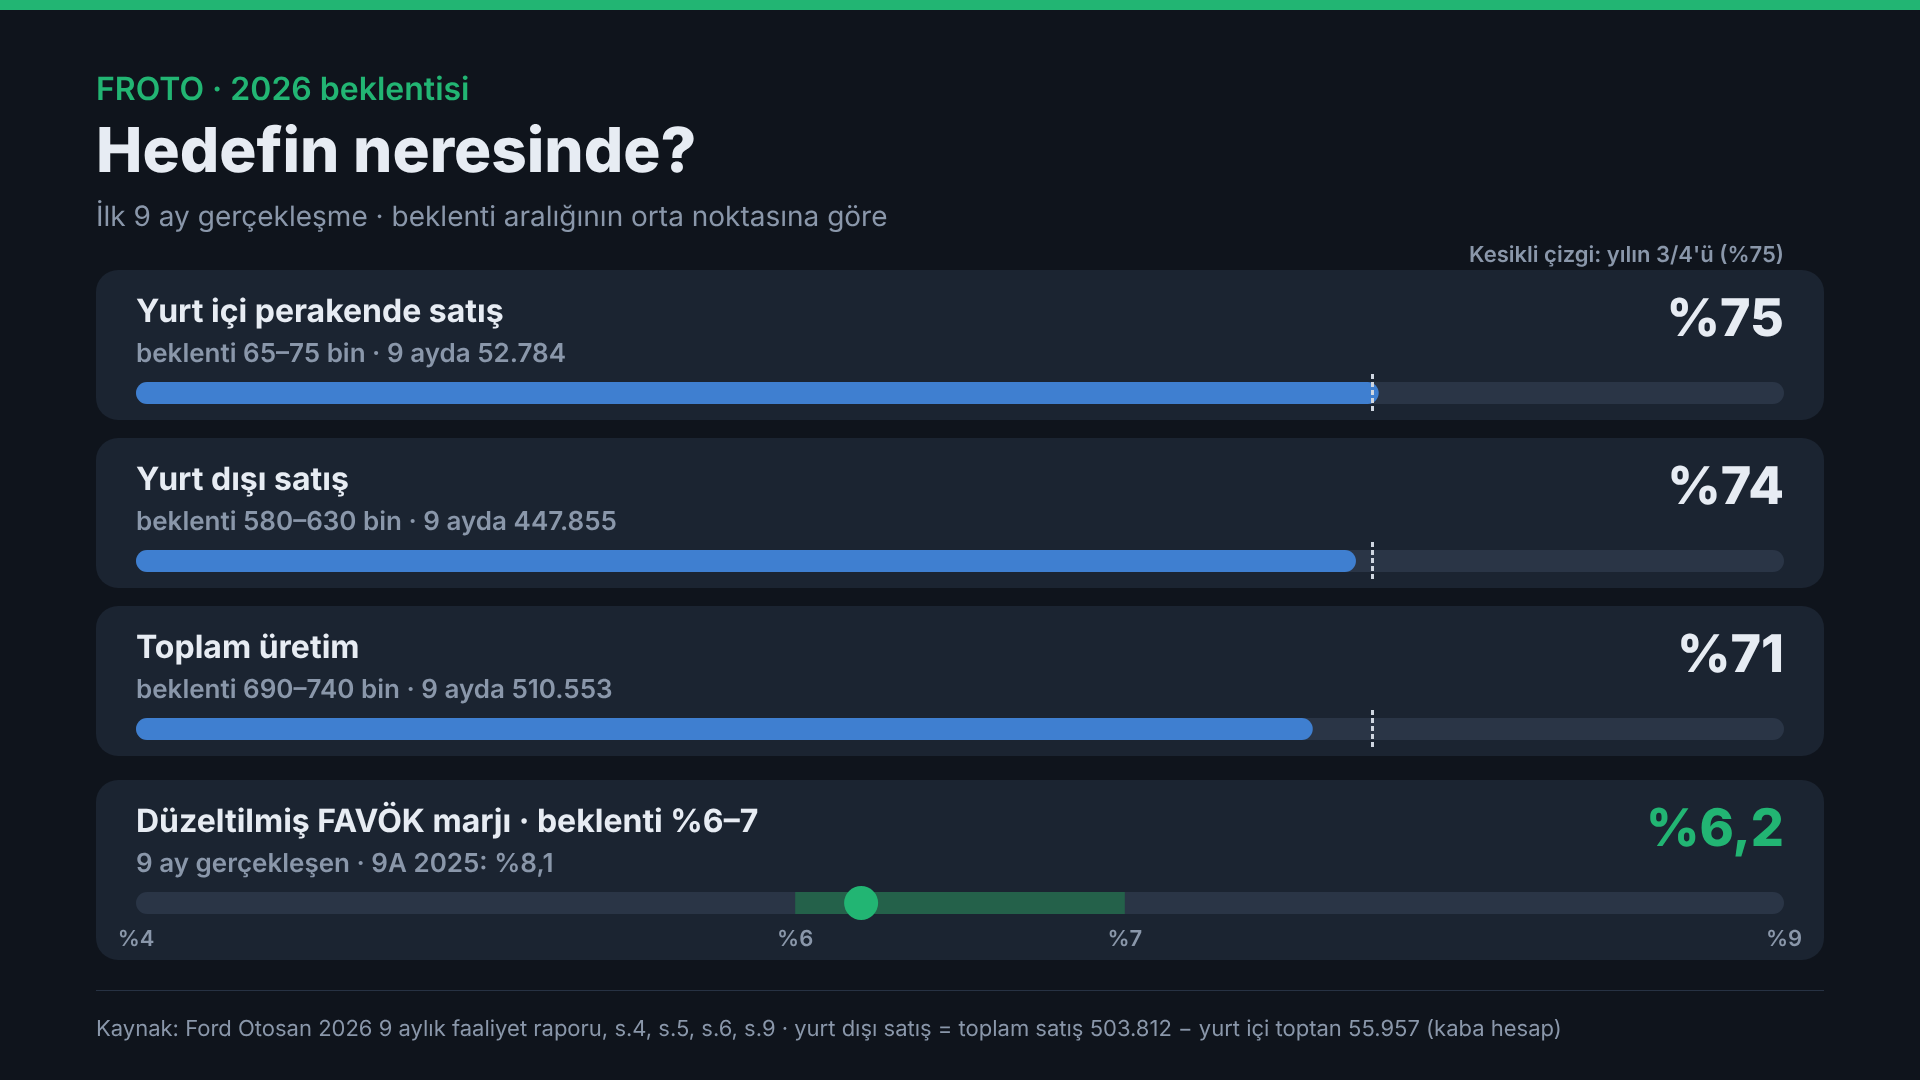 FROTO · 2026 beklentisi
Hedefin neresinde?
İlk 9 ay gerçekleşme · beklenti aralığının orta noktasına göre
Kesikli çizgi: yılın 3/4'ü (%75)
Yurt içi perakende satış
%75
beklenti 65–75 bin · 9 ayda 52.784
Yurt dışı satış
%74
beklenti 580–630 bin · 9 ayda 447.855
Toplam üretim
%71
beklenti 690–740 bin · 9 ayda 510.553
Düzeltilmiş FAVÖK marjı · beklenti %6–7
%6,2
9 ay gerçekleşen · 9A 2025: %8,1
%4 %6 %7 %9
Kaynak: Ford Otosan 2026 9 aylık faaliyet raporu, s.4, s.5, s.6, s.9 · yurt dışı satış = toplam satış 503.812 − yurt içi toptan 55.957 (kaba hesap)